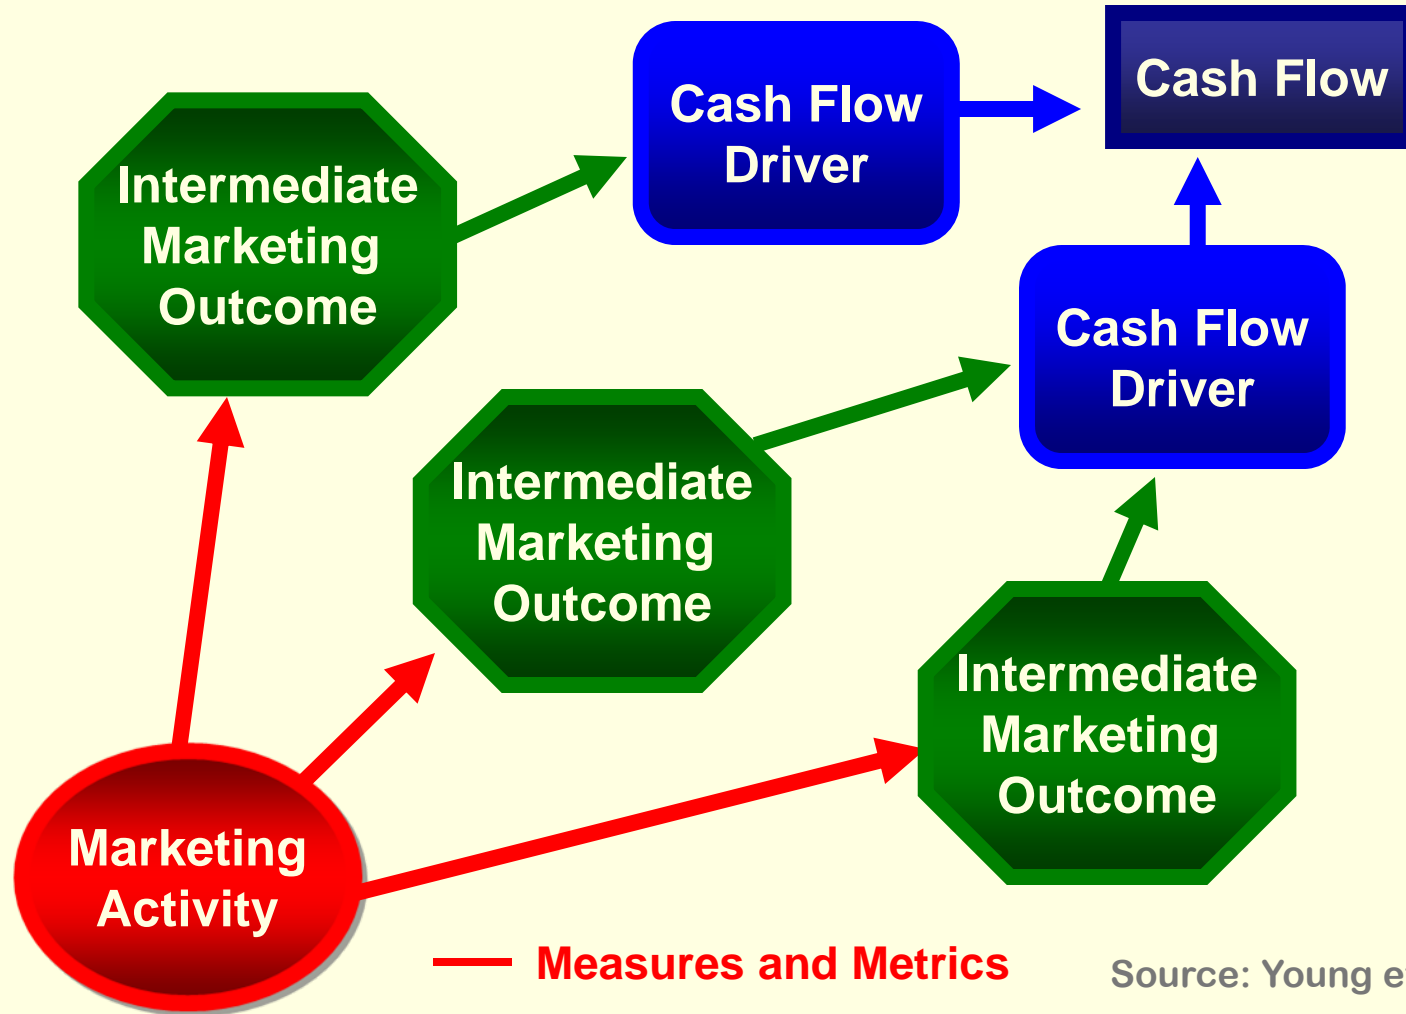 Cash Flow
Cash Flow
Driver
Intermediate
Marketing
Outcome
Cash Flow
Driver
Intermediate
Marketing
Outcome
Intermediate
Marketing
Outcome
Marketing
Activity
Measures and Metrics
Source: Young